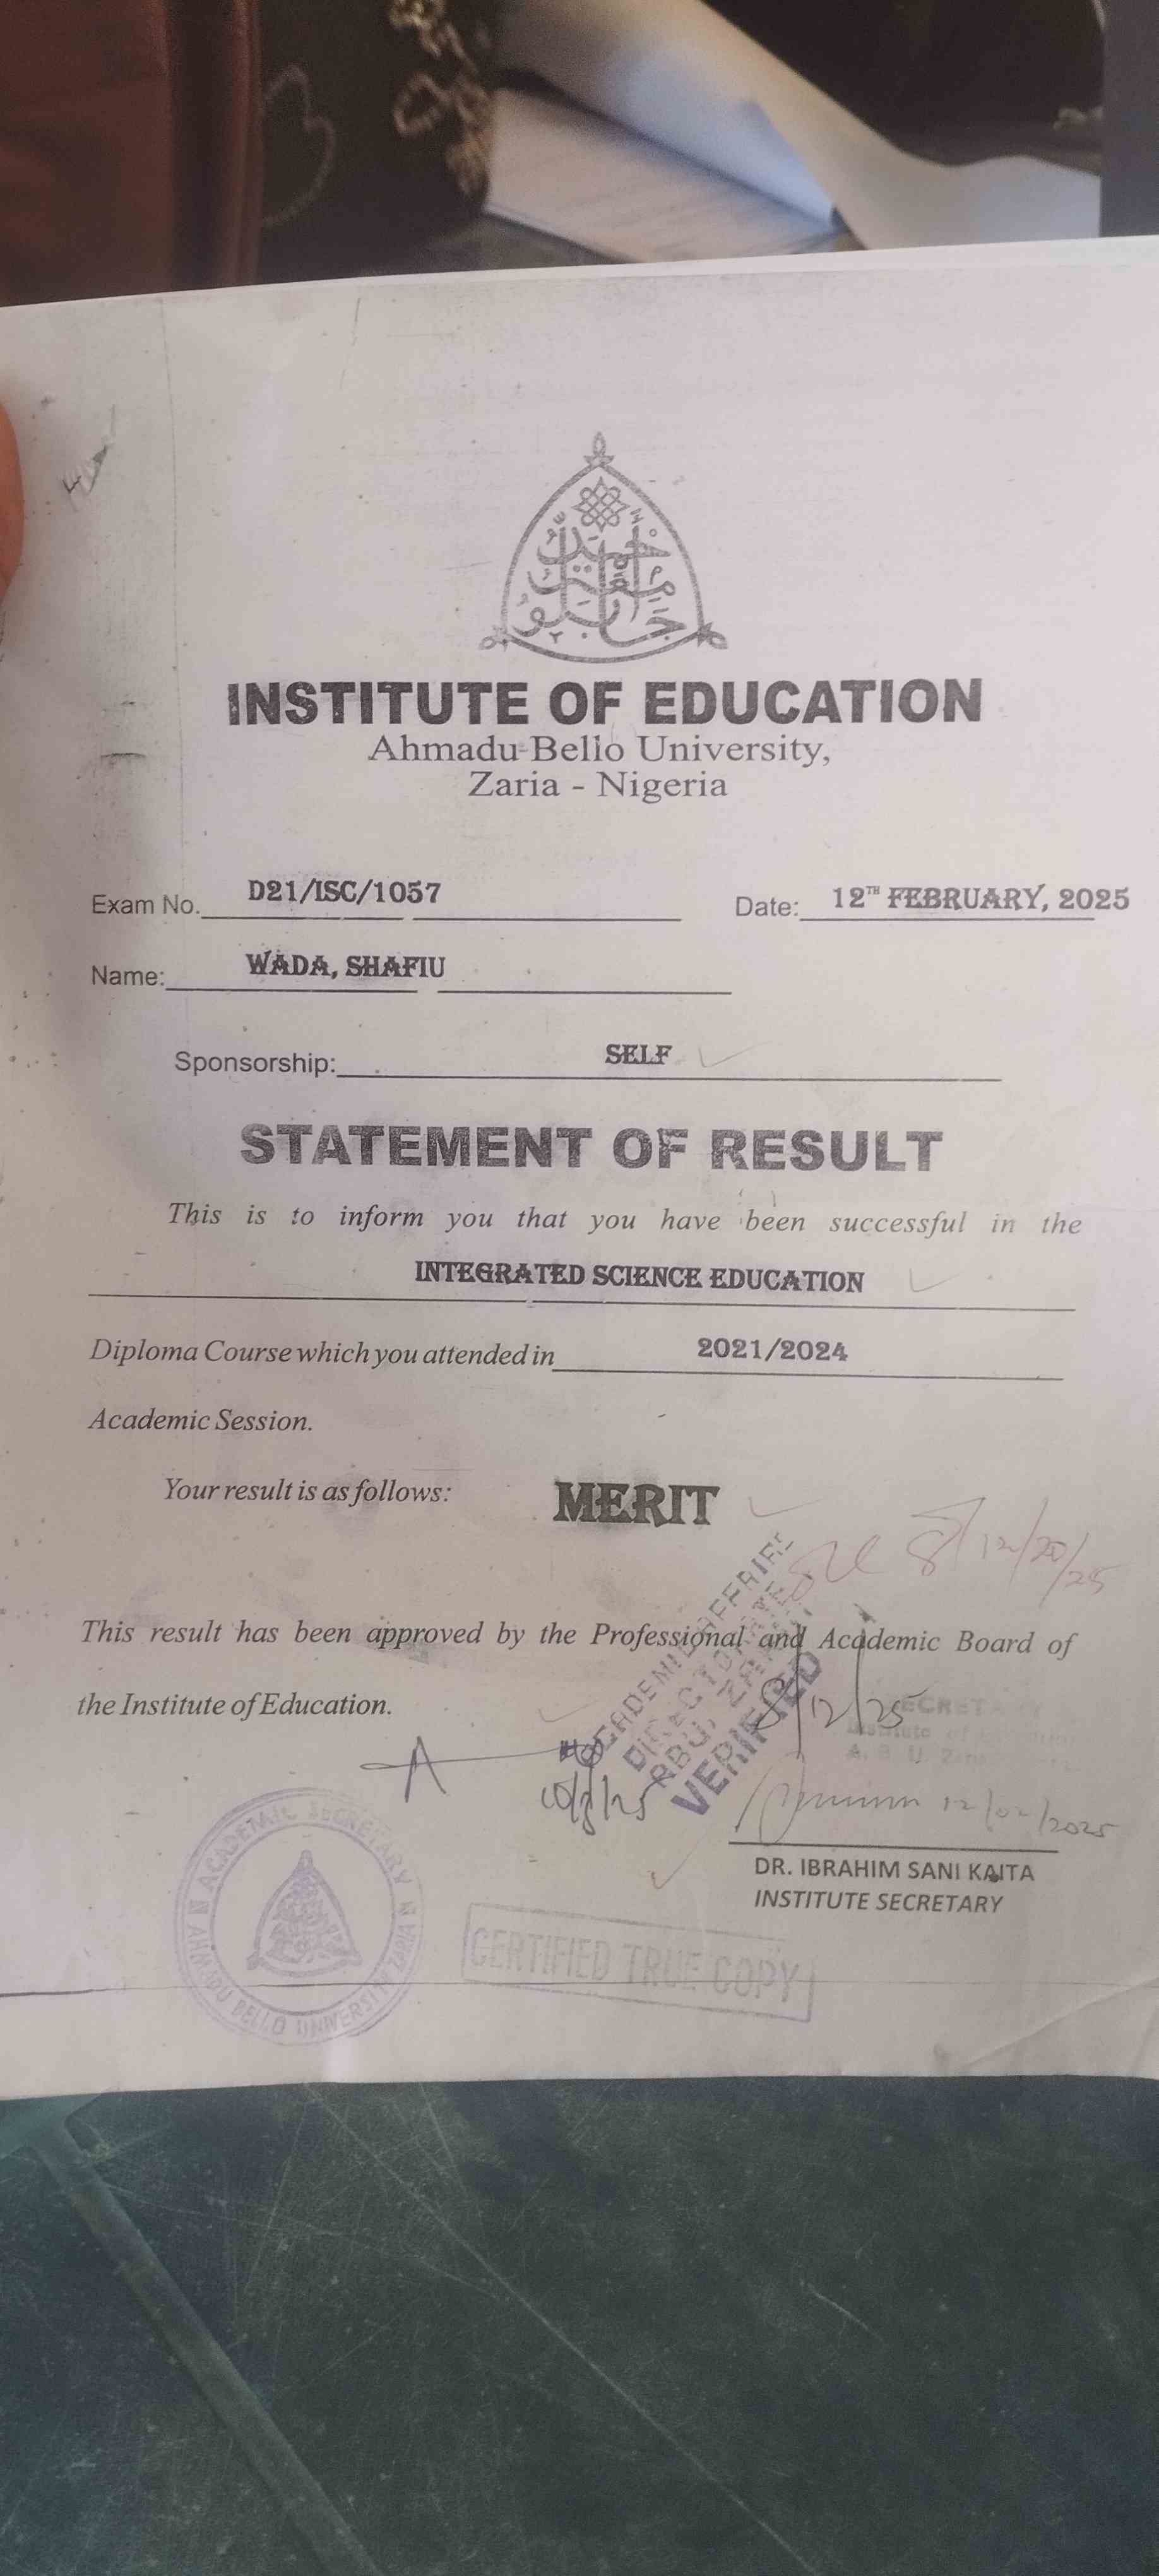 INSTITUTE OF EDUCATION
Ahmadu Bello University,
Zaria - Nigeria
Exam No. D21/ISC/1057 Date: 12TH FEBRUARY, 2025
Name: WADA, SHAFIU
Sponsorship: SELF
STATEMENT OF RESULT
This is to inform you that you have been successful in the
INTEGRATED SCIENCE EDUCATION
Diploma Course which you attended in 2021/2024
Academic Session.
Your result is as follows: MERIT
This result has been approved by the Professional and Academic Board of
the Institute of Education.
8/12/25
VERIFIED
12/02/2025
DR. IBRAHIM SANI KAITA
INSTITUTE SECRETARY
ACADEMIC SECRETARY
AHMADU BELLO UNIVERSITY ZARIA
CERTIFIED TRUE COPY